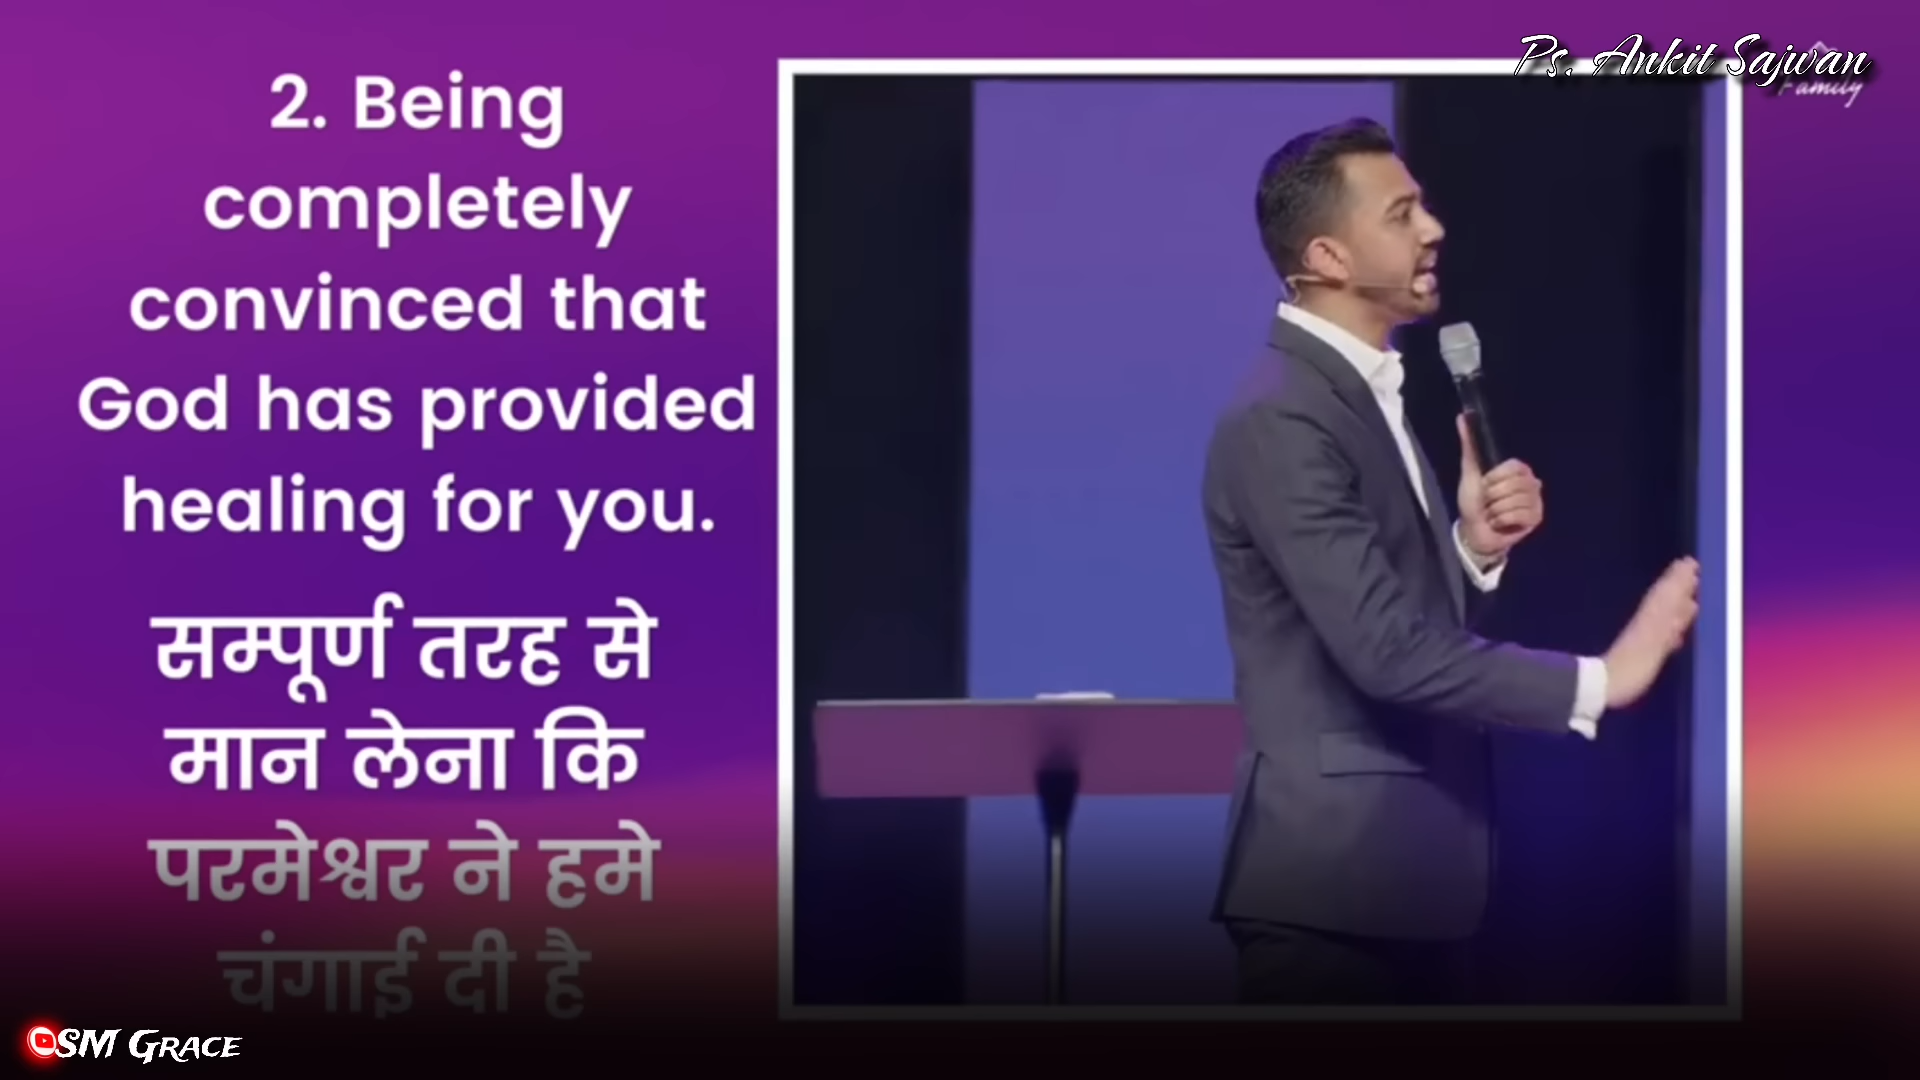 2. Being
completely
convinced that
God has provided
healing for you.
सम्पूर्ण तरह से
मान लेना कि
परमेश्वर ने हमे
चंगाई दी है
Ps. Ankit Sajwan
Family
SM GRACE